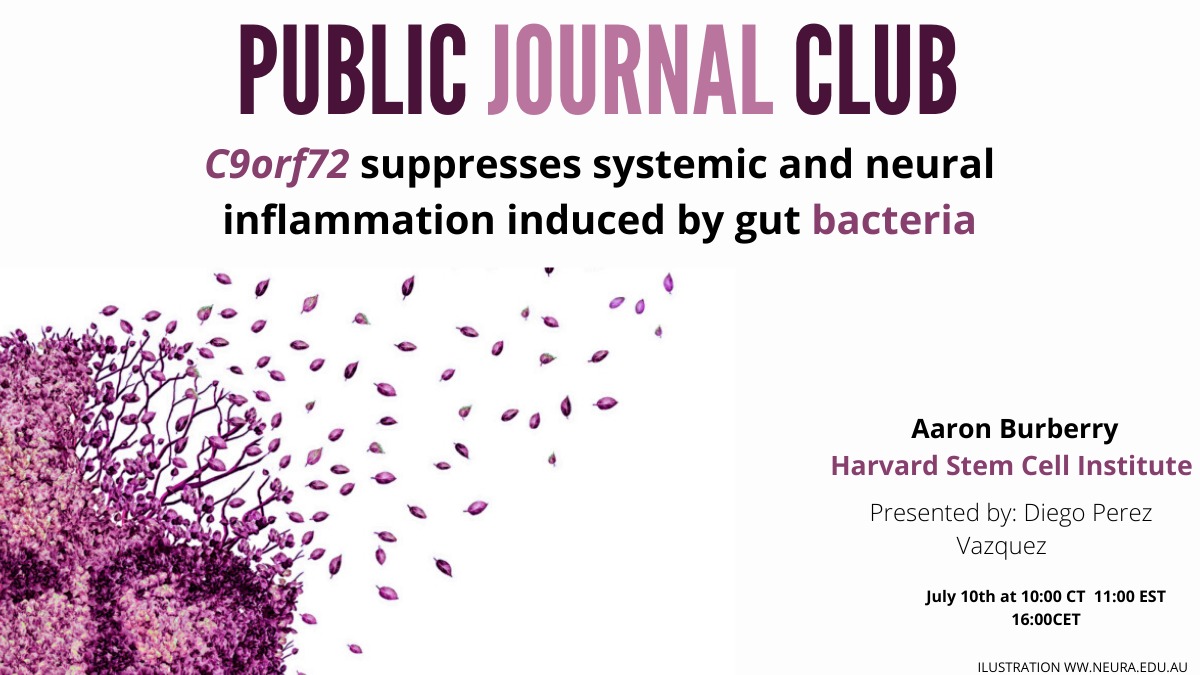 PUBLIC JOURNAL CLUB
C9orf72 suppresses systemic and neural
inflammation induced by gut bacteria
Aaron Burberry
Harvard Stem Cell Institute
Presented by: Diego Perez
Vazquez
July 10th at 10:00 CT 11:00 EST
16:00CET
ILUSTRATION WW.NEURA.EDU.AU